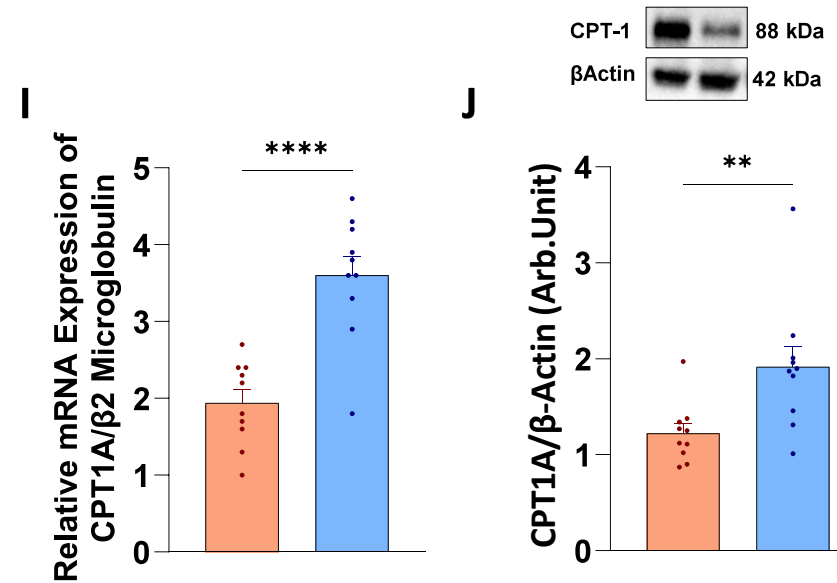 CPT-1 88 kDa
βActin 42 kDa
I
Relative mRNA Expression of
CPT1A/β2 Microglobulin
5
4
3
2
1
0
****
J
CPT1A/β-Actin (Arb.Unit)
4
3
2
1
0
**